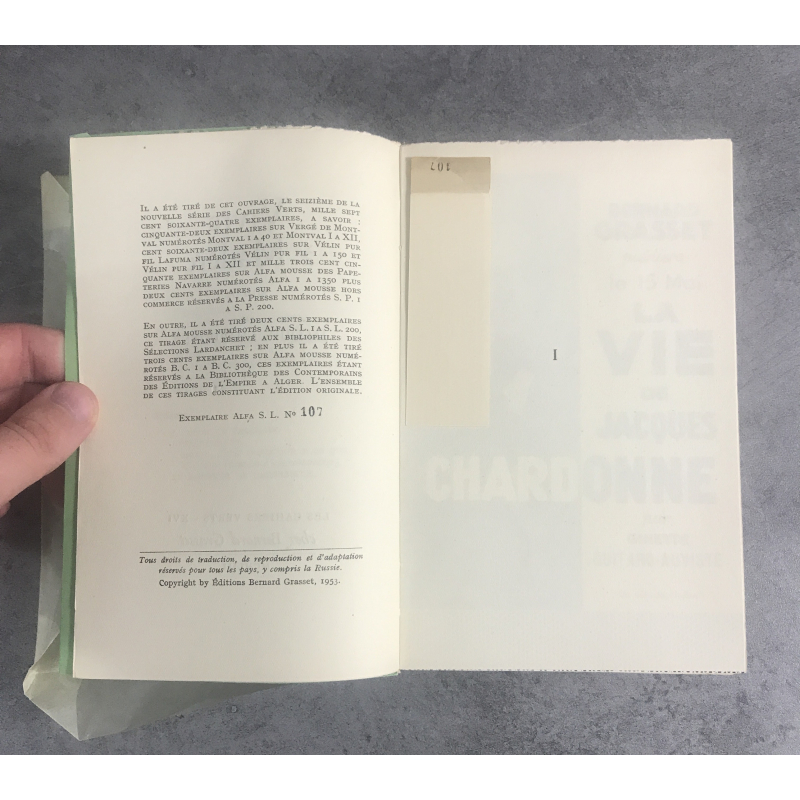 Il a été tiré de cet ouvrage, le seizième de la
nouvelle série des Cahiers Verts, mille sept
cent soixante-quatre exemplaires, a savoir :
cinquante-deux exemplaires sur Vergé de Mont-
val numérotés Montval 1 a 40 et Montval I a XII,
cent soixante-deux exemplaires sur Vélin pur
fil Lafuma numérotés Vélin pur fil 1 a 150 et
Vélin pur fil I a XII et mille trois cent cin-
quante exemplaires sur Alfa mousse des Pape-
teries Navarre numérotés Alfa 1 a 1350 plus
deux cents exemplaires sur Alfa mousse hors
commerce réservés a la Presse numérotés S. P. 1
a S. P. 200.
En outre, il a été tiré deux cents exemplaires
sur Alfa mousse numérotés Alfa S. L. 1 a S. L. 200,
ce tirage étant réservé aux bibliophiles des
Sélections Lardanchet ; en plus il a été tiré
trois cents exemplaires sur Alfa mousse numé-
rotés B. C. 1 a B. C. 300, ces exemplaires étant
réservés a la Bibliothèque des Contemporains
des Éditions de l'Empire a Alger. L'ensemble
de ces tirages constituant l'édition originale.
Exemplaire Alfa S. L. No 107
Tous droits de traduction, de reproduction et d'adaptation
réservés pour tous les pays, y compris la Russie.
Copyright by Éditions Bernard Grasset, 1953.
107
I
LA
VIE
DE
JACQUES
CHARDONNE